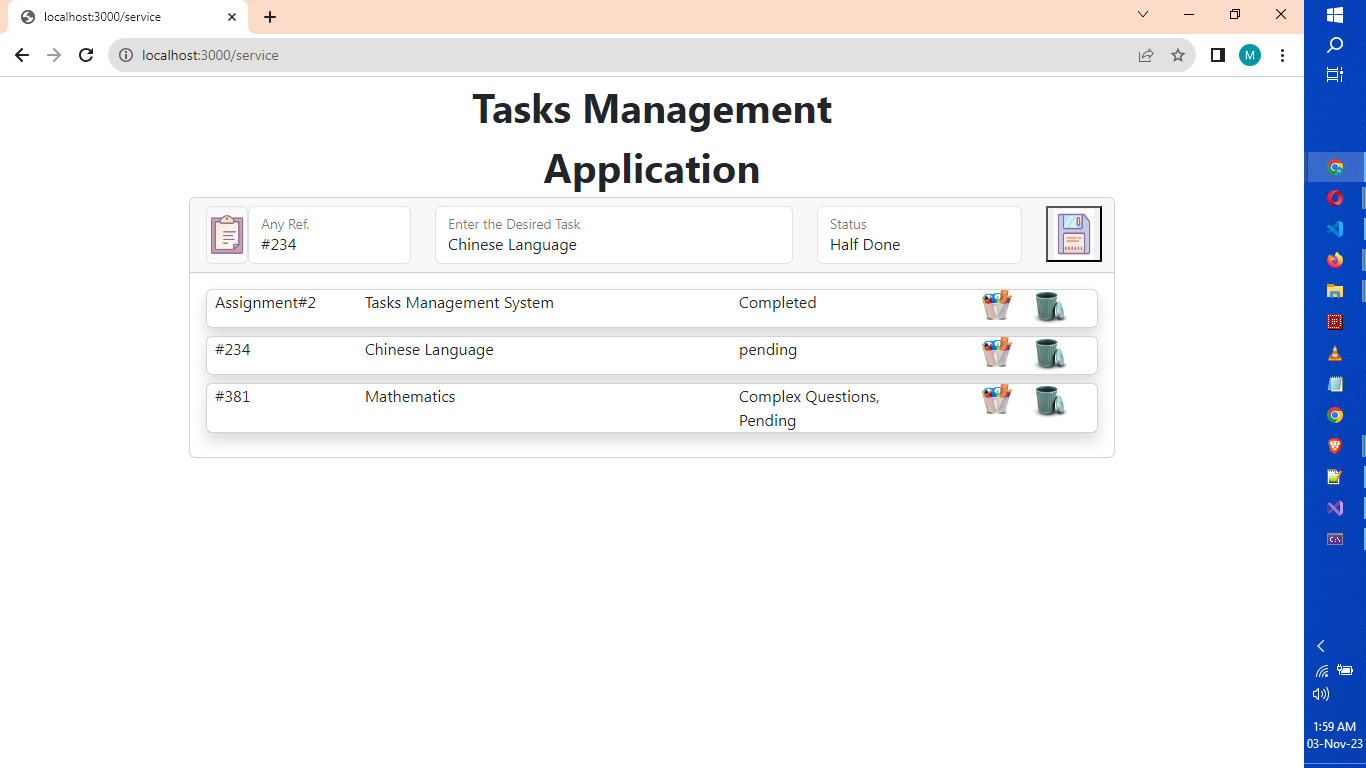 localhost:3000/service
localhost:3000/service
M
Tasks Management
Application
Any Ref.
#234
Enter the Desired Task
Chinese Language
Status
Half Done
Assignment#2
Tasks Management System
Completed
#234
Chinese Language
pending
#381
Mathematics
Complex Questions,
Pending
1:59 AM
03-Nov-23